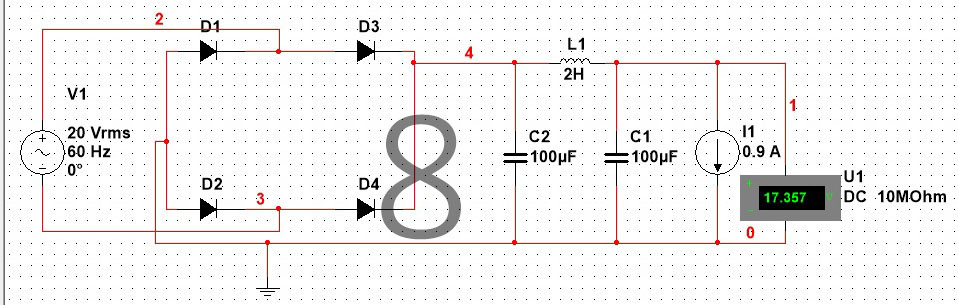 2
D1
D3
4
L1
2H
V1
20 Vrms
60 Hz
0°
1
C2
100µF
C1
100µF
I1
0.9 A
8
D2
3
D4
U1
17.357
V
DC 10MOhm
0